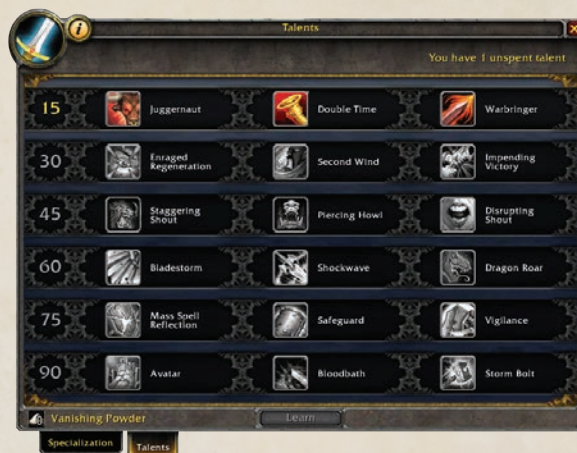 Talents
You have 1 unspent talent
15 Juggernaut Double Time Warbringer
30 Enraged Regeneration Second Wind Impending Victory
45 Staggering Shout Piercing Howl Disrupting Shout
60 Bladestorm Shockwave Dragon Roar
75 Mass Spell Reflection Safeguard Vigilance
90 Avatar Bloodbath Storm Bolt
Vanishing Powder Learn
Specialization Talents